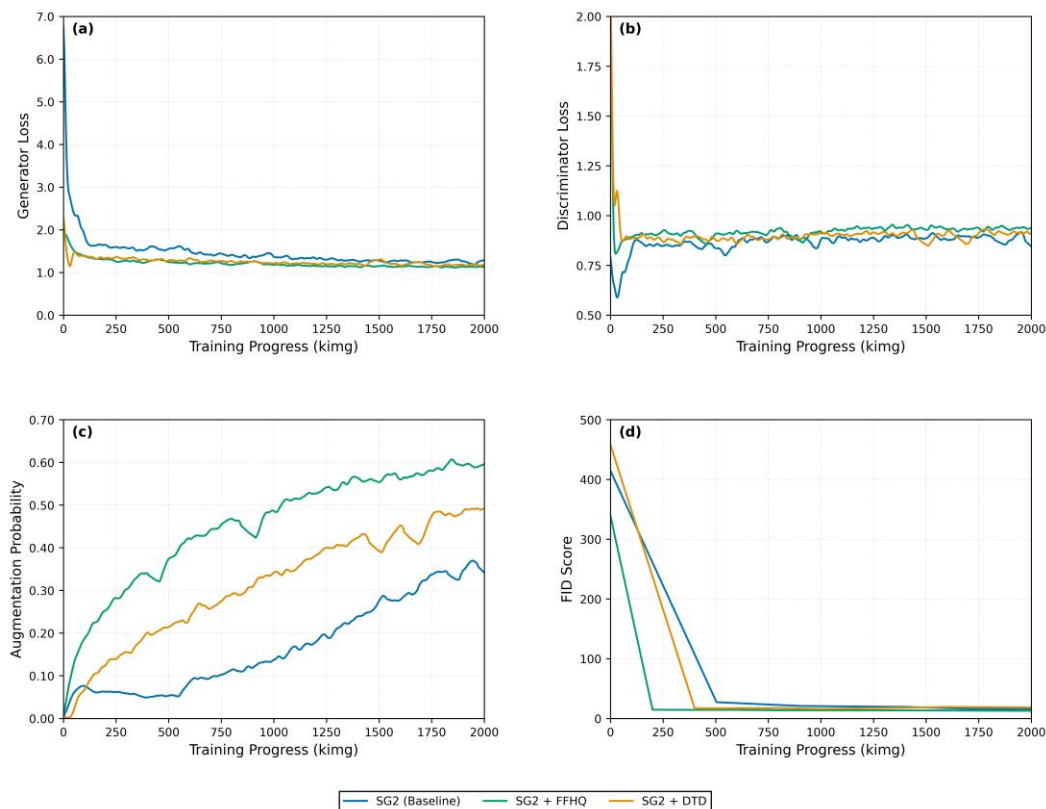 (a)
7.0
6.0
5.0
4.0
3.0
2.0
1.0
0.0
Generator Loss
0 250 500 750 1000 1250 1500 1750 2000
Training Progress (kimg)
(b)
2.00
1.75
1.50
1.25
1.00
0.75
0.50
Discriminator Loss
0 250 500 750 1000 1250 1500 1750 2000
Training Progress (kimg)
(c)
0.70
0.60
0.50
0.40
0.30
0.20
0.10
0.00
Augmentation Probability
0 250 500 750 1000 1250 1500 1750 2000
Training Progress (kimg)
(d)
500
400
300
200
100
0
FID Score
0 250 500 750 1000 1250 1500 1750 2000
Training Progress (kimg)
SG2 (Baseline) SG2 + FFHQ SG2 + DTD